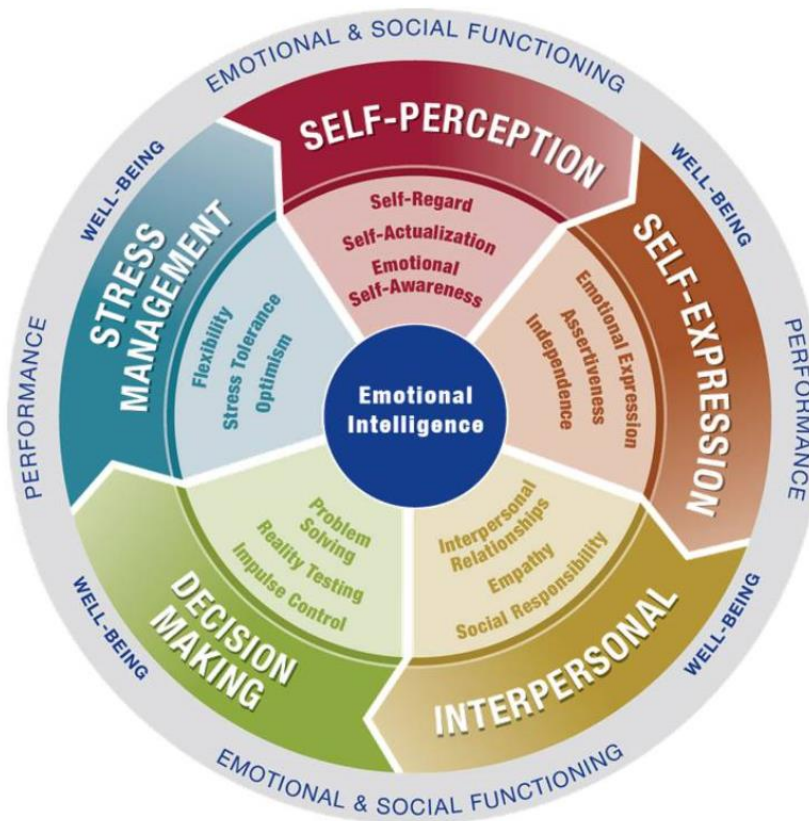 EMOTIONAL & SOCIAL FUNCTIONING
WELL-BEING
WELL-BEING
PERFORMANCE
PERFORMANCE
WELL-BEING
WELL-BEING
EMOTIONAL & SOCIAL FUNCTIONING
SELF-PERCEPTION
Self-Regard
Self-Actualization
Emotional
Self-Awareness
SELF-EXPRESSION
Emotional Expression
Assertiveness
Independence
INTERPERSONAL
Interpersonal
Relationships
Empathy
Social Responsibility
DECISION
MAKING
Problem
Solving
Reality Testing
Impulse Control
STRESS
MANAGEMENT
Flexibility
Stress Tolerance
Optimism
Emotional
Intelligence